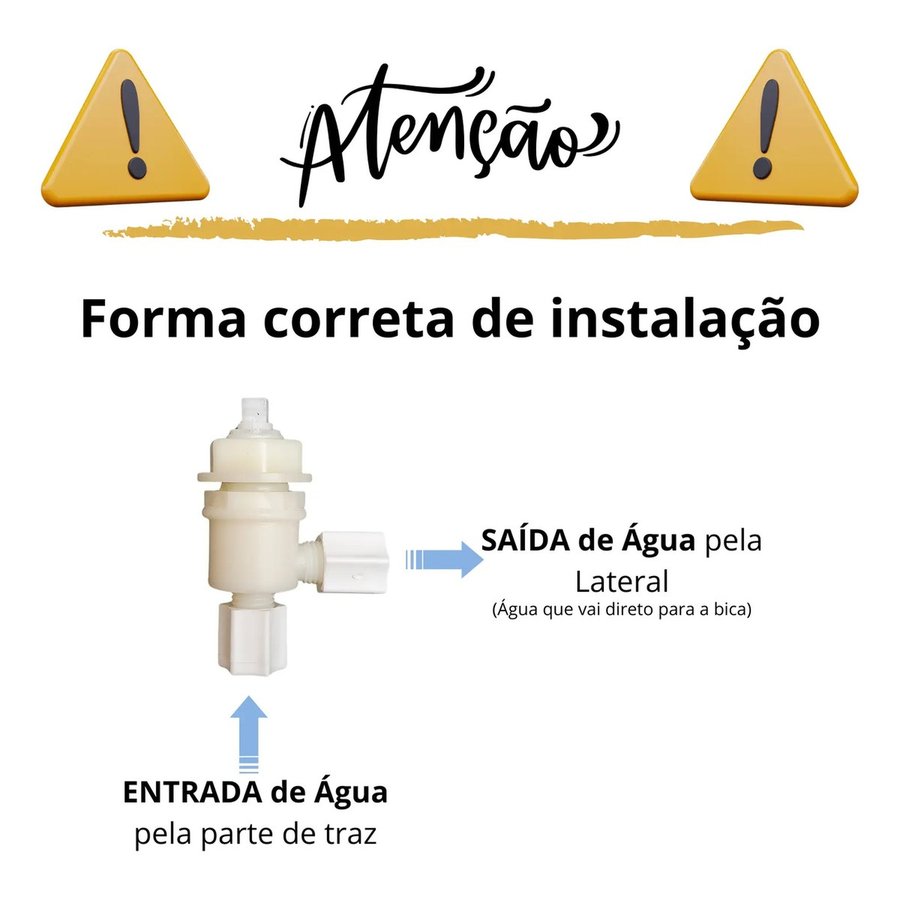 Atenção
Forma correta de instalação
SAÍDA de Água pela
Lateral
(Água que vai direto para a bica)
ENTRADA de Água
pela parte de traz